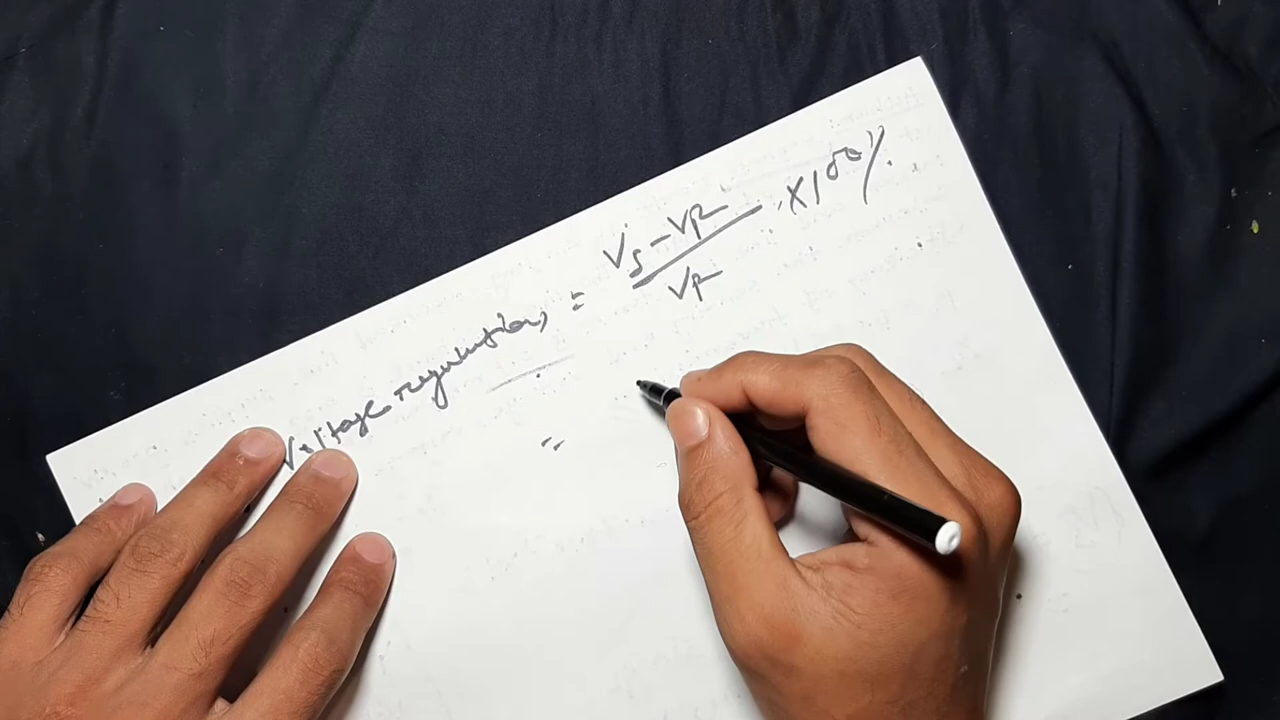 Voltage regulation, = Vs - VR / VR × 100%
=